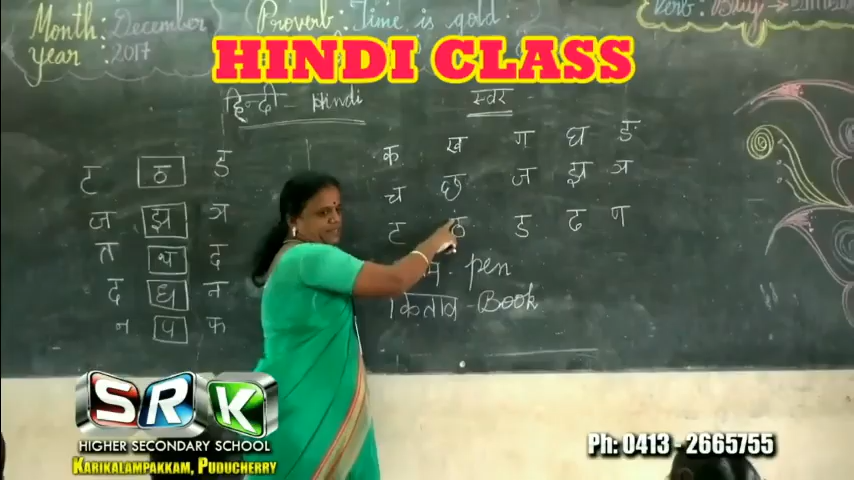 Month: December
Year: 2017
Proverb: Time is gold.
Verb: Buy →
HINDI CLASS
हिन्दी - Hindi
स्वर
ट ठ ड
ज झ ञ
त थ द
द ध न
न प फ
क ख ग घ ङ
च छ ज झ ञ
ट ठ ड ढ ण
pen
किताब - Book
SRK
HIGHER SECONDARY SCHOOL
KARIKALAMPAKKAM, PUDUCHERRY
Ph: 0413 - 2665755